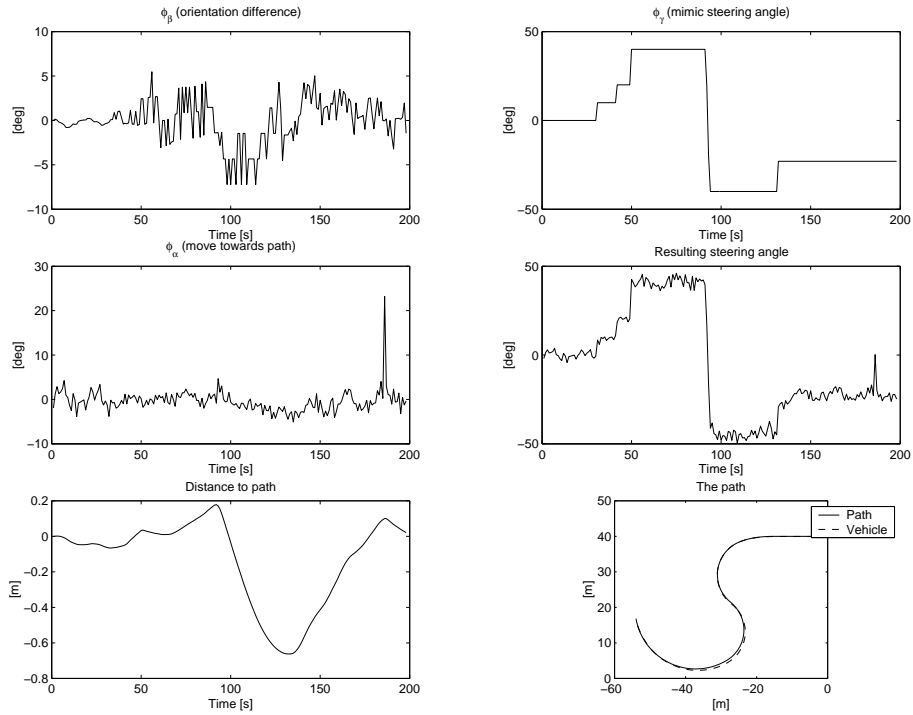 ϕβ (orientation difference)
10
5
0
−5
−10
[deg]
0
50
100
150
200
Time [s]
ϕγ (mimic steering angle)
50
0
−50
[deg]
0
50
100
150
200
Time [s]
ϕα (move towards path)
30
20
10
0
−10
[deg]
0
50
100
150
200
Time [s]
Resulting steering angle
50
0
−50
[deg]
0
50
100
150
200
Time [s]
Distance to path
0.2
0
−0.2
−0.4
−0.6
−0.8
[m]
0
50
100
150
200
Time [s]
The path
50
40
30
20
10
0
[m]
−60
−40
−20
0
[m]
Path
Vehicle